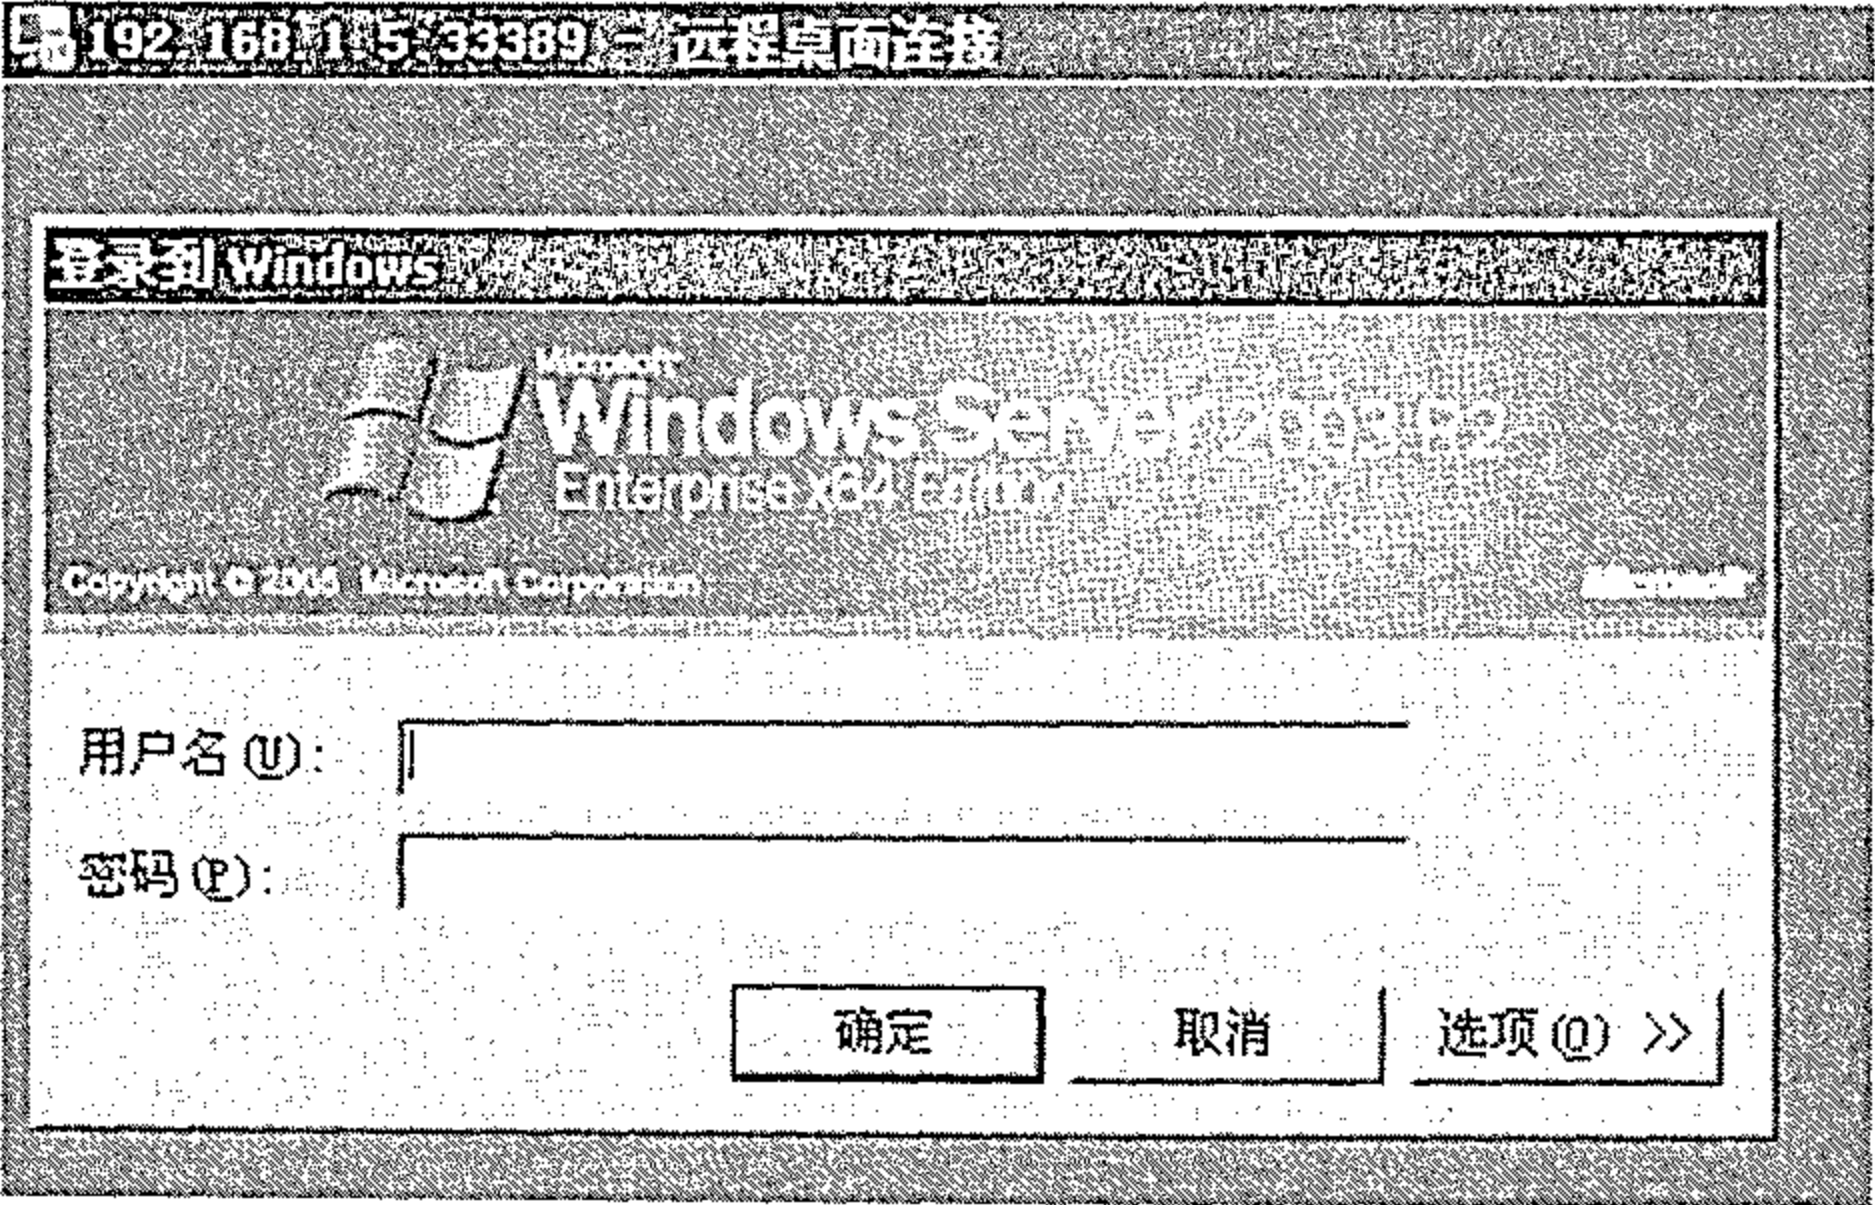 192.168.1.5:33389 - 远程桌面连接
登录到 Windows
Microsoft
Windows Server 2003 R2
Enterprise x64 Edition
Copyright © 2005 Microsoft Corporation
Microsoft
用户名(U):
密码(P):
确定
取消
选项(O) >>